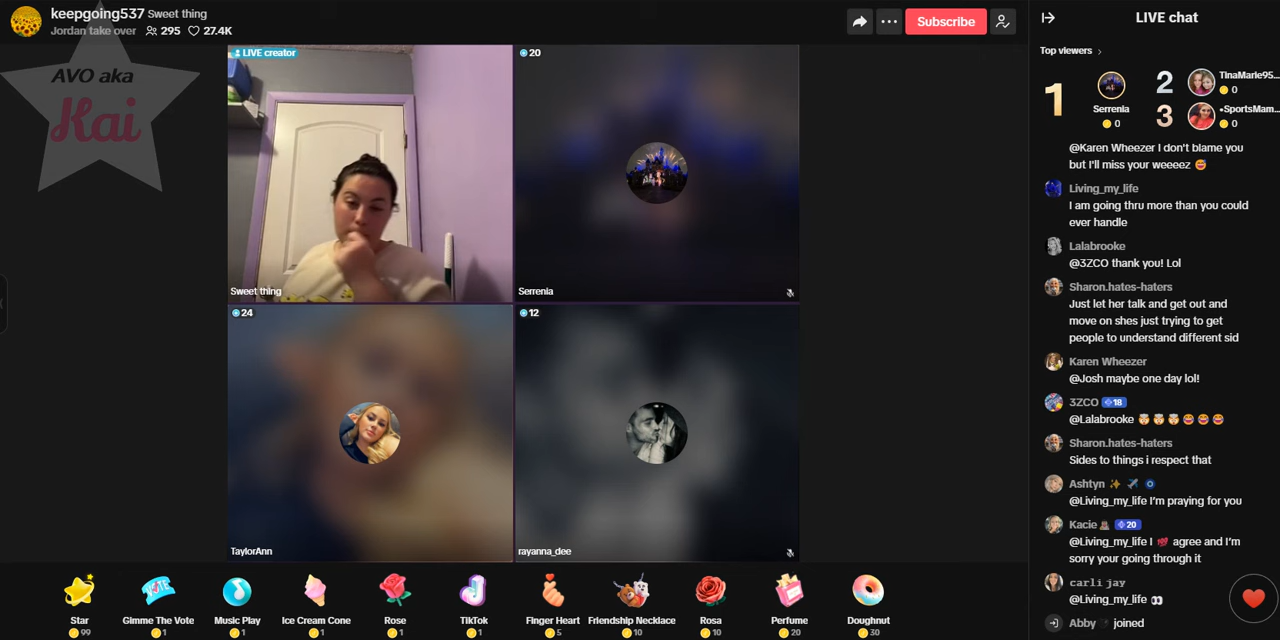 keepgoing537 Sweet thing
Jordan take over 295 27.4K
Subscribe
AVO aka
Kai
LIVE creator
Sweet thing
20
Serrenia
24
TaylorAnn
12
rayanna_dee
Star
99
Gimme The Vote
1
Music Play
1
Ice Cream Cone
1
Rose
1
TikTok
1
Finger Heart
5
Friendship Necklace
10
Rosa
10
Perfume
20
Doughnut
30
LIVE chat
Top viewers
1
Serrenia
0
2
TinaMarie95...
0
3
•SportsMam...
0
@Karen Wheezer I don't blame you
but I'll miss your weeeez
Living_my_life
I am going thru more than you could
ever handle
Lalabrooke
@3ZCO thank you! Lol
Sharon.hates-haters
Just let her talk and get out and
move on shes just trying to get
people to understand different sid
Karen Wheezer
@Josh maybe one day lol!
3ZCO 18
@Lalabrooke 🤯🤯🤯😂😂😂
Sharon.hates-haters
Sides to things i respect that
Ashtyn
@Living_my_life I'm praying for you
Kacie 20
@Living_my_life I 💯 agree and I'm
sorry your going through it
carli jay
@Living_my_life 👀
Abby joined